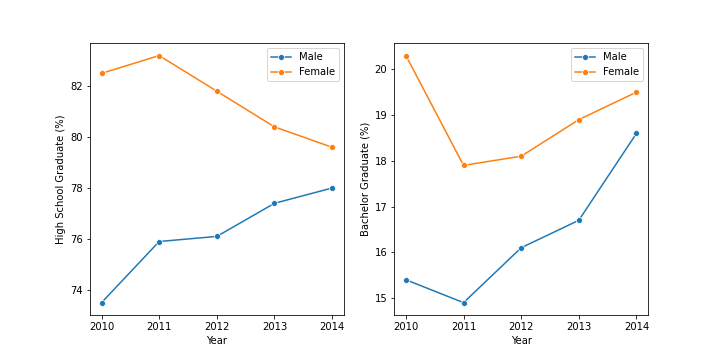 High School Graduate (%)
82
80
78
76
74
2010 2011 2012 2013 2014
Year
Male
Female
Bachelor Graduate (%)
20
19
18
17
16
15
2010 2011 2012 2013 2014
Year
Male
Female